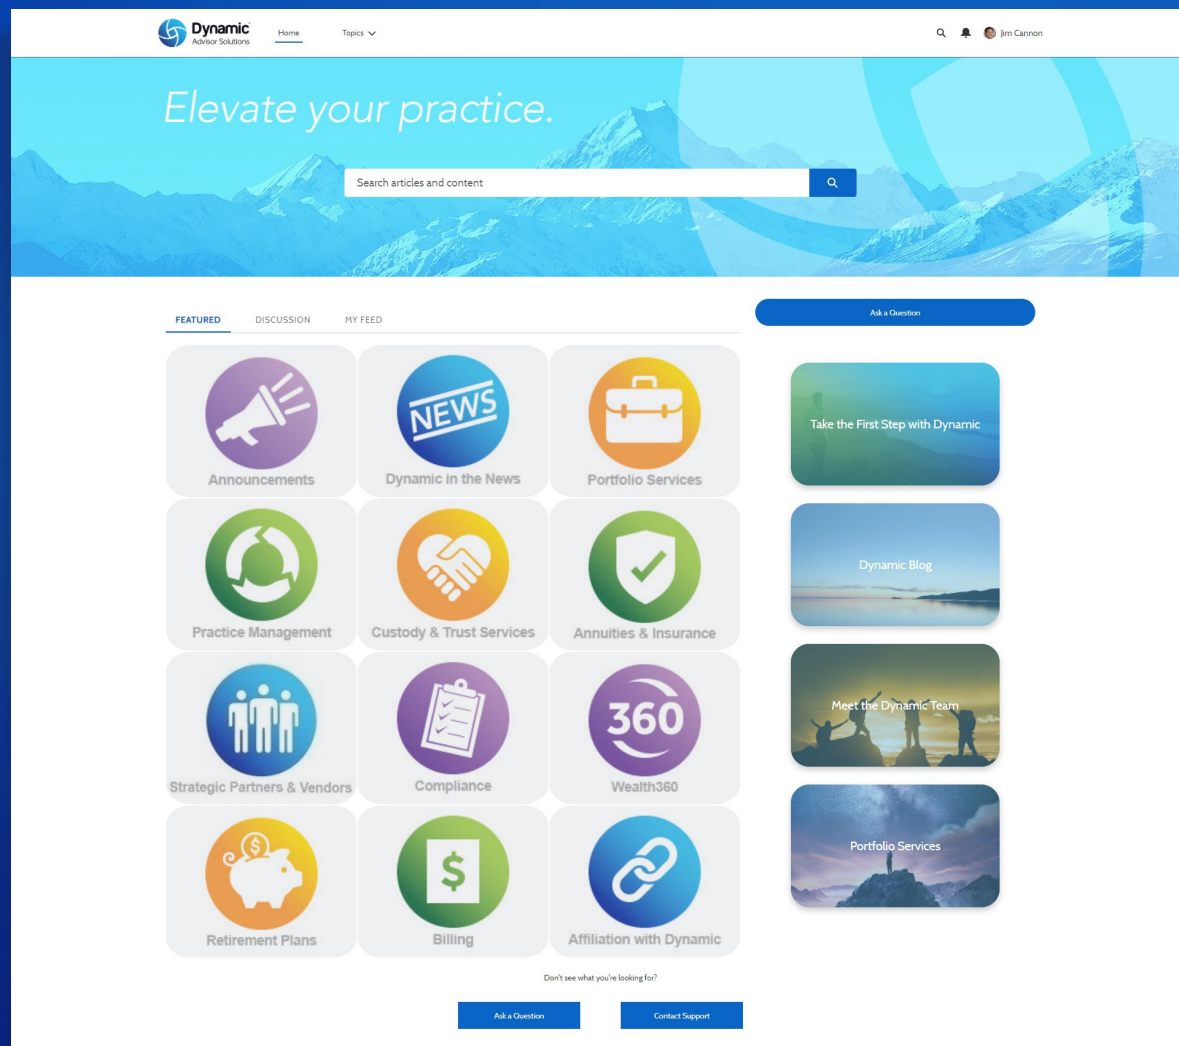 Dynamic
Advisor Solutions
Home
Topics
Jim Cannon
Elevate your practice.
Search articles and content
FEATURED
DISCUSSION
MY FEED
Ask a Question
Announcements
NEWS
Dynamic in the News
Portfolio Services
Practice Management
Custody & Trust Services
Annuities & Insurance
Strategic Partners & Vendors
Compliance
360
Wealth360
$
Retirement Plans
$
Billing
Affiliation with Dynamic
Take the First Step with Dynamic
Dynamic Blog
Meet the Dynamic Team
Portfolio Services
Don't see what you're looking for?
Ask a Question
Contact Support